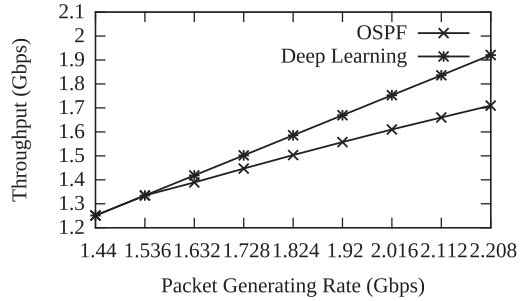 2.1
2
1.9
1.8
1.7
1.6
1.5
1.4
1.3
1.2
Throughput (Gbps)
OSPF
Deep Learning
1.44 1.536 1.632 1.728 1.824 1.92 2.016 2.112 2.208
Packet Generating Rate (Gbps)